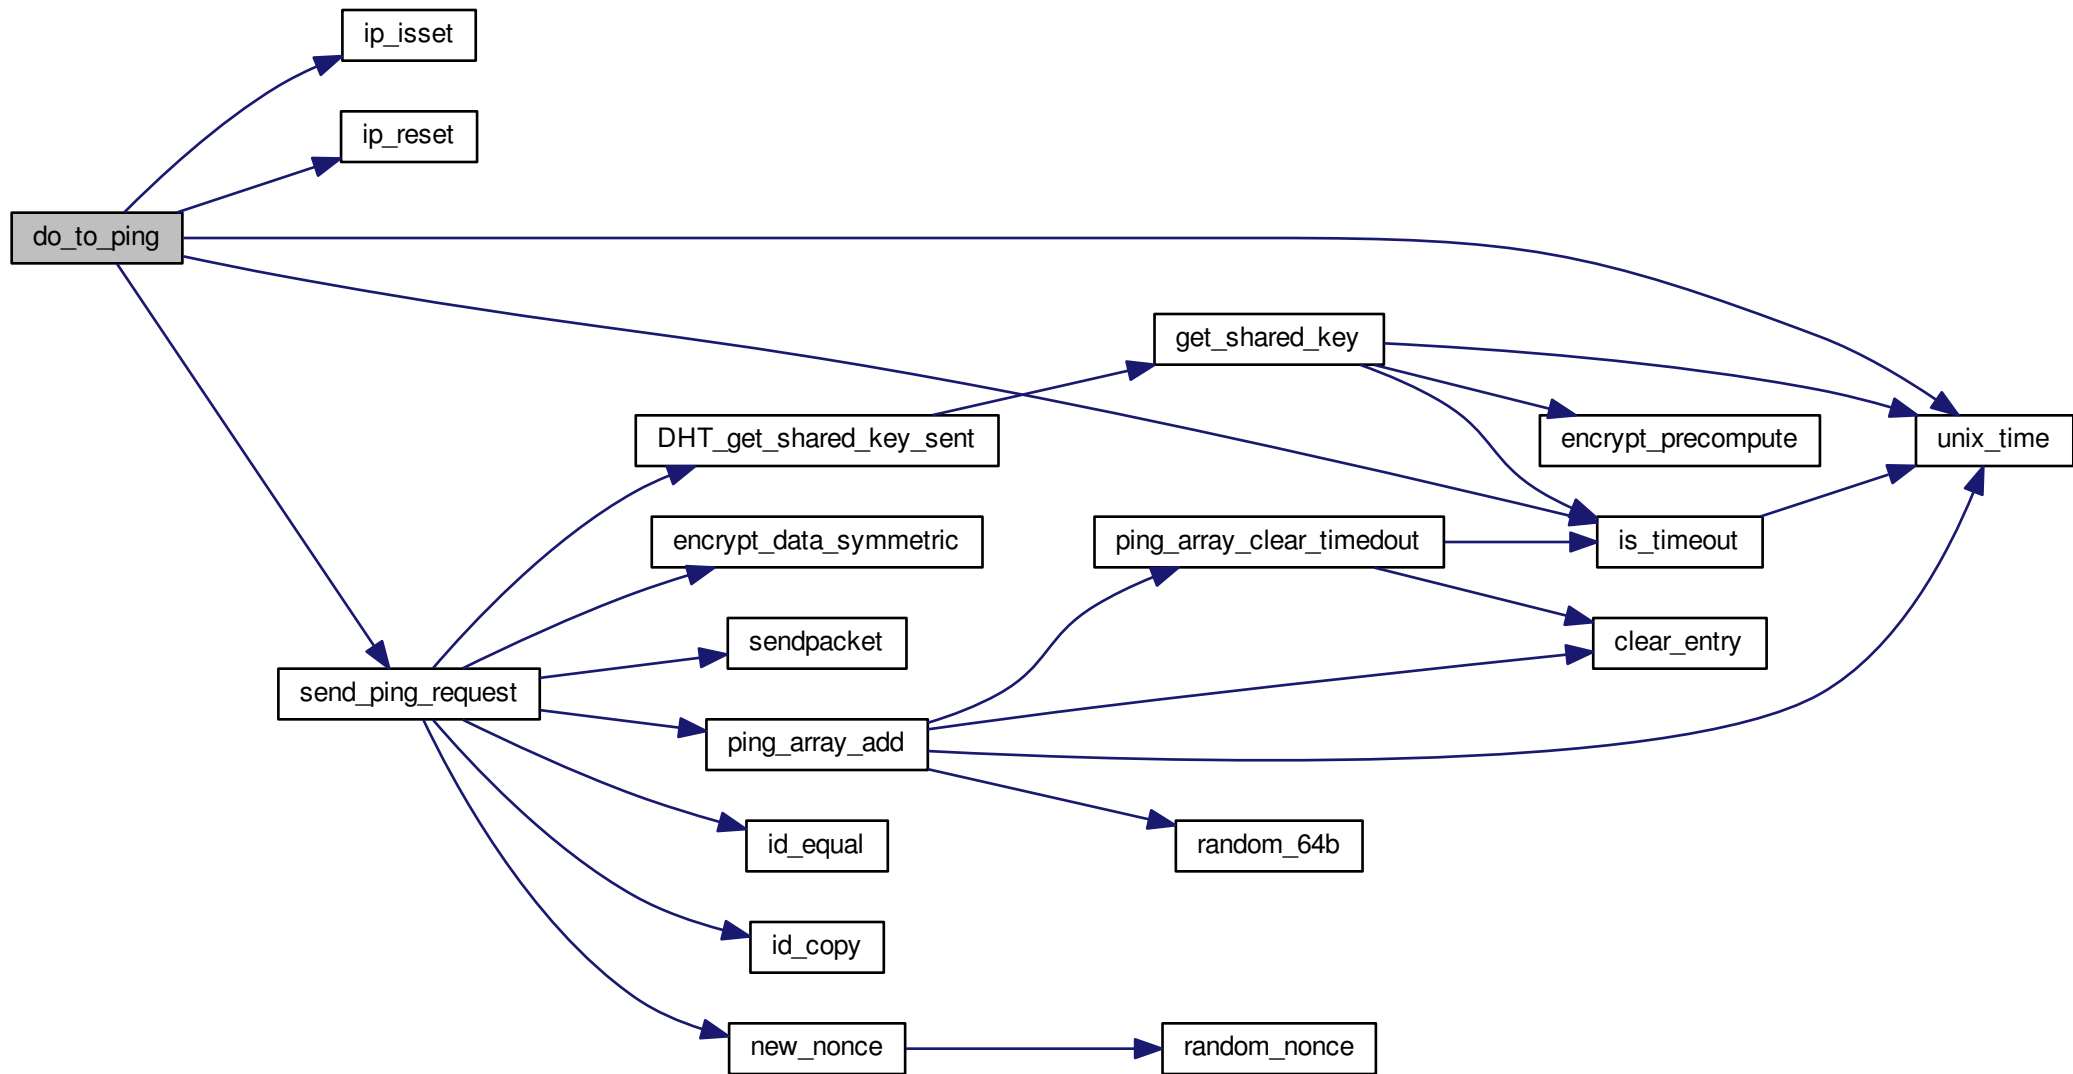 ip_isset
ip_reset
do_to_ping
get_shared_key
DHT_get_shared_key_sent
encrypt_precompute
unix_time
encrypt_data_symmetric
ping_array_clear_timedout
is_timeout
sendpacket
clear_entry
send_ping_request
ping_array_add
id_equal
random_64b
id_copy
new_nonce
random_nonce